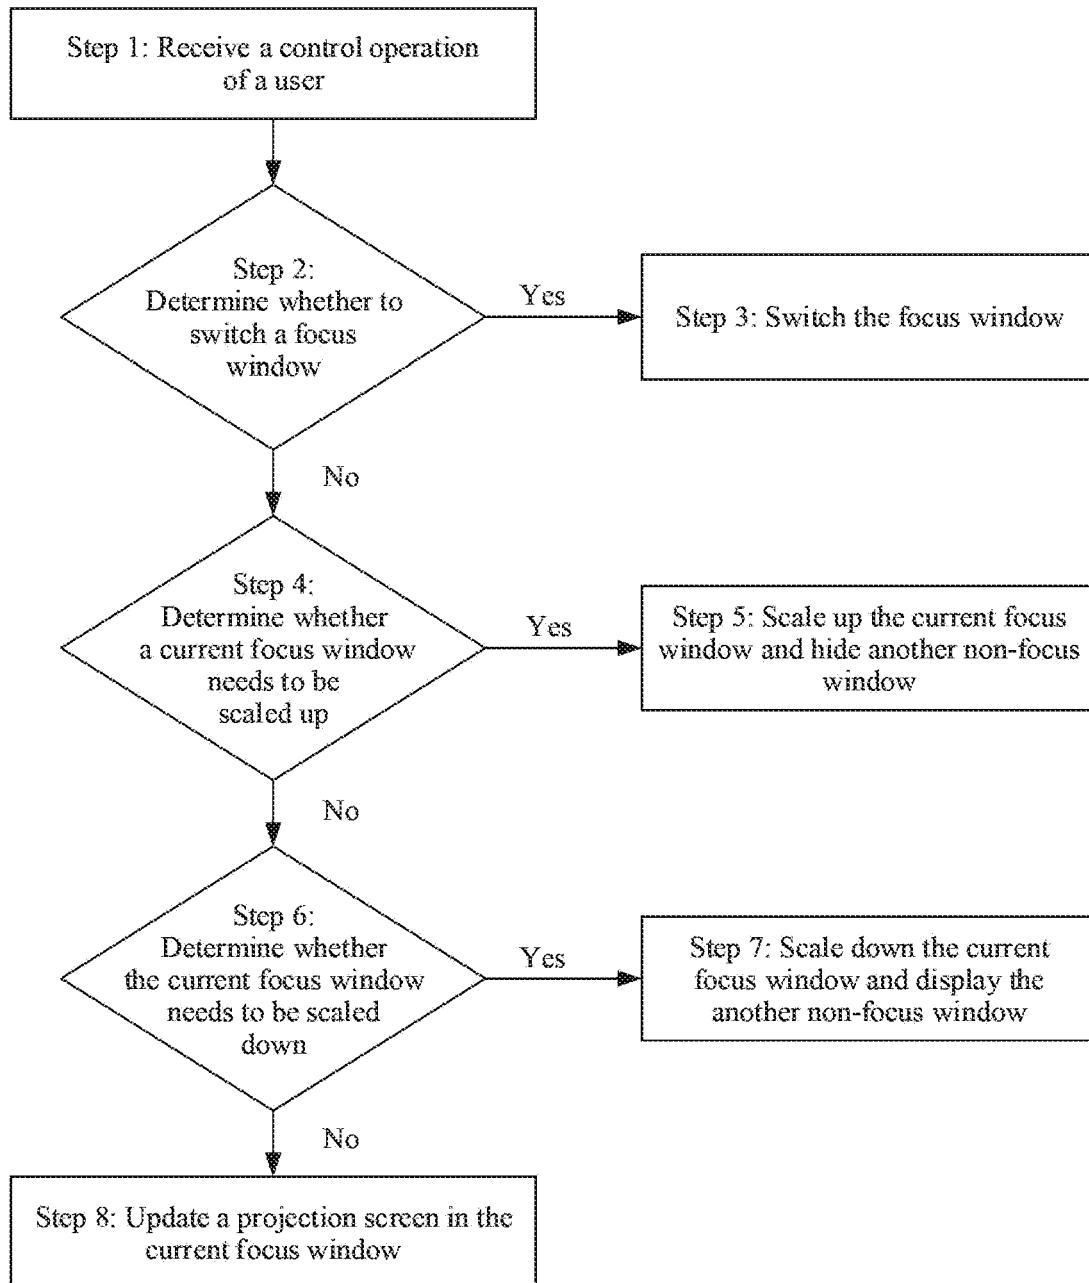 Step 1: Receive a control operation
of a user
Step 2:
Determine whether to
switch a focus
window
Yes
Step 3: Switch the focus window
No
Step 4:
Determine whether
a current focus window
needs to be
scaled up
Yes
Step 5: Scale up the current focus
window and hide another non-focus
window
No
Step 6:
Determine whether
the current focus window
needs to be scaled
down
Yes
Step 7: Scale down the current
focus window and display the
another non-focus window
No
Step 8: Update a projection screen in the
current focus window